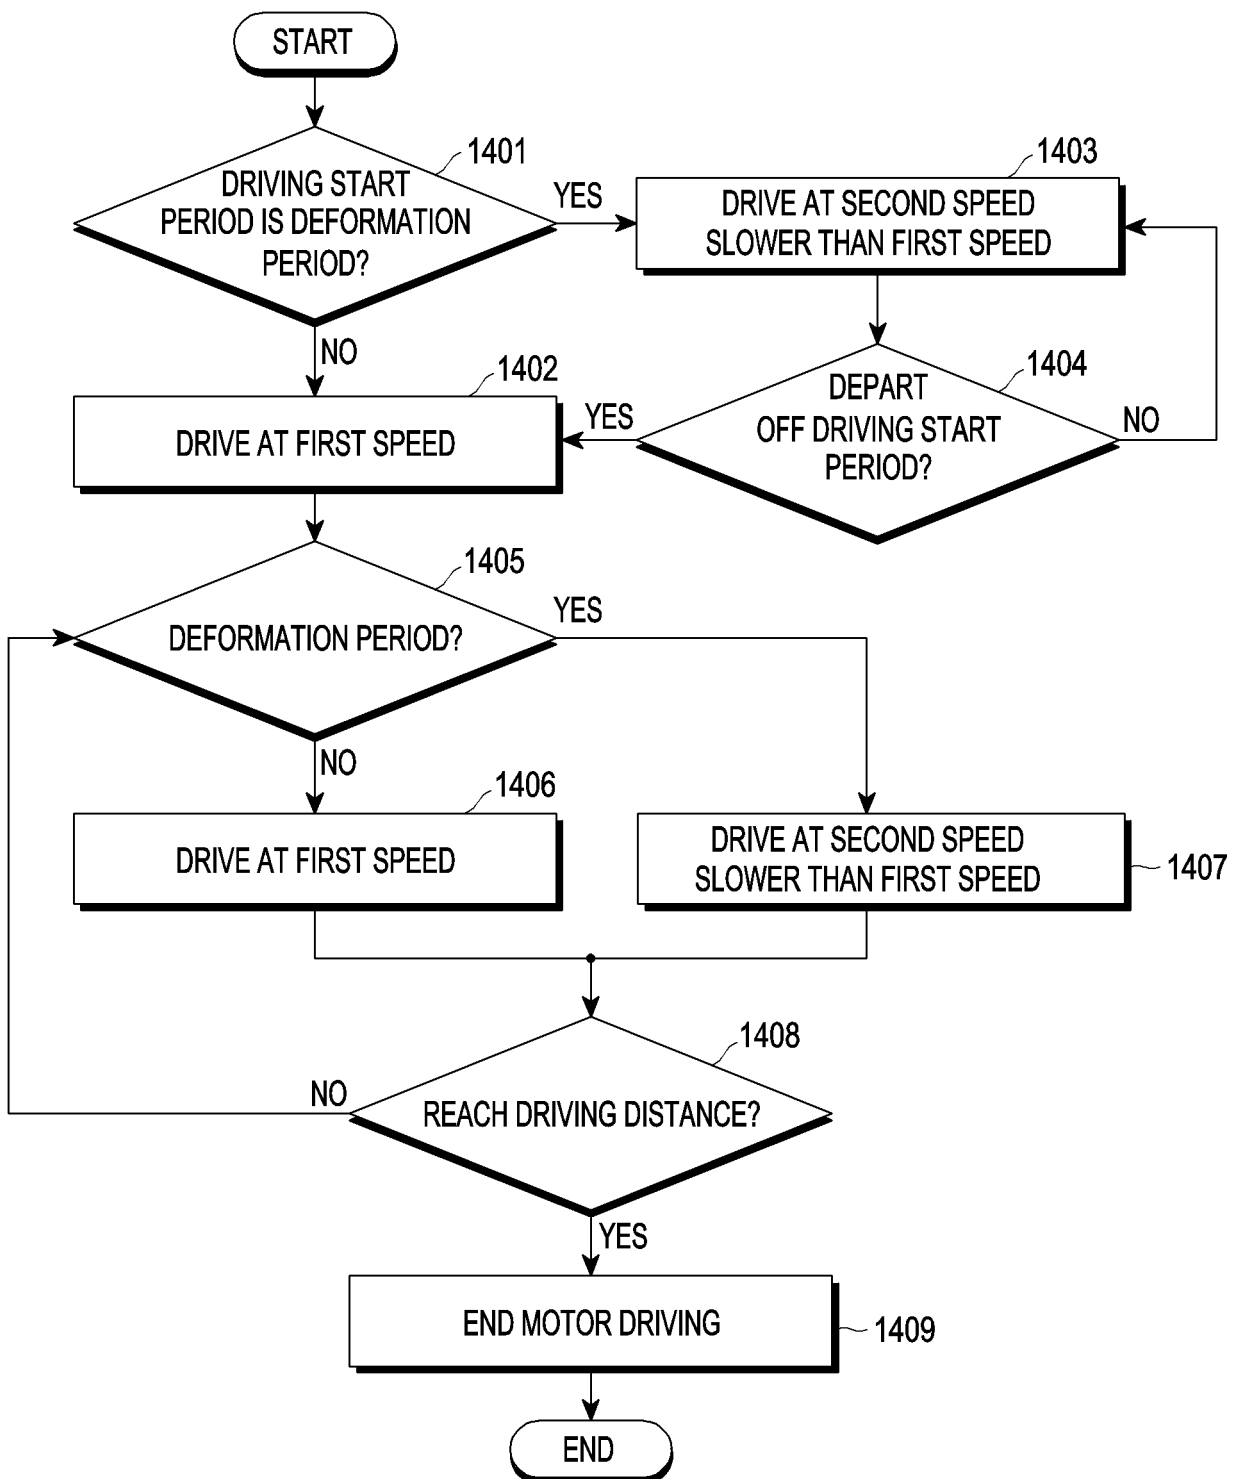 START
1401
DRIVING START
PERIOD IS DEFORMATION
PERIOD?
YES
1403
DRIVE AT SECOND SPEED
SLOWER THAN FIRST SPEED
NO
1402
DRIVE AT FIRST SPEED
YES
1404
DEPART
OFF DRIVING START
PERIOD?
NO
1405
DEFORMATION PERIOD?
YES
NO
1406
DRIVE AT FIRST SPEED
DRIVE AT SECOND SPEED
SLOWER THAN FIRST SPEED
1407
1408
REACH DRIVING DISTANCE?
NO
YES
END MOTOR DRIVING
1409
END